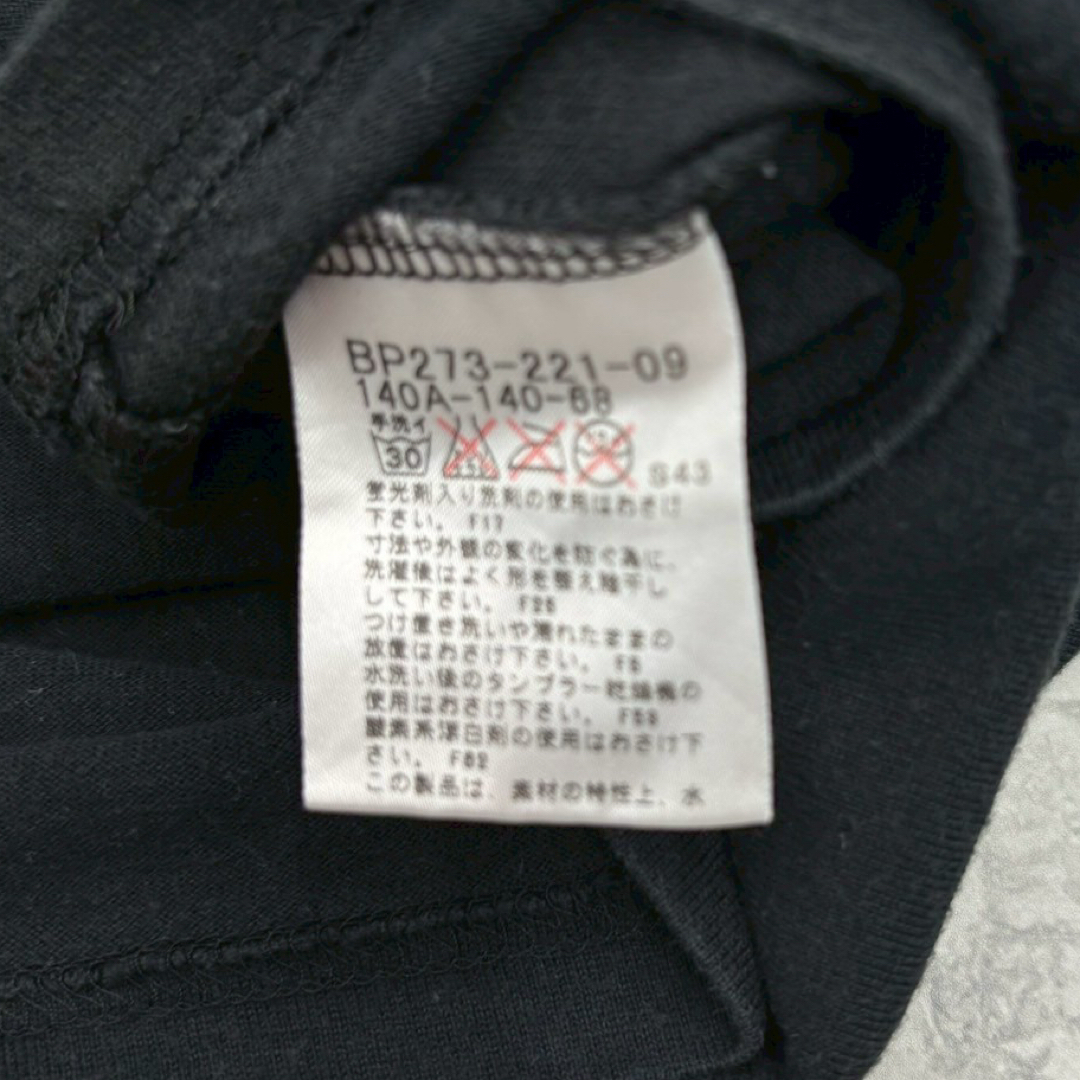 BP273-221-09
140A-140-68
手洗イ
30
S43
蛍光剤入り洗剤の使用はおさけ
下さい。 F17
寸法や外観の変化を防ぐ為に、
洗濯後はよく形を整え陰干し
して下さい。 F26
つけ置き洗いや濡れたままの
放置はおさけ下さい。 F5
水洗い後のタンブラー乾燥機の
使用はおさけ下さい。 F59
酸素系漂白剤の使用はおさけ下
さい。 F62
この製品は、素材の特性上、水